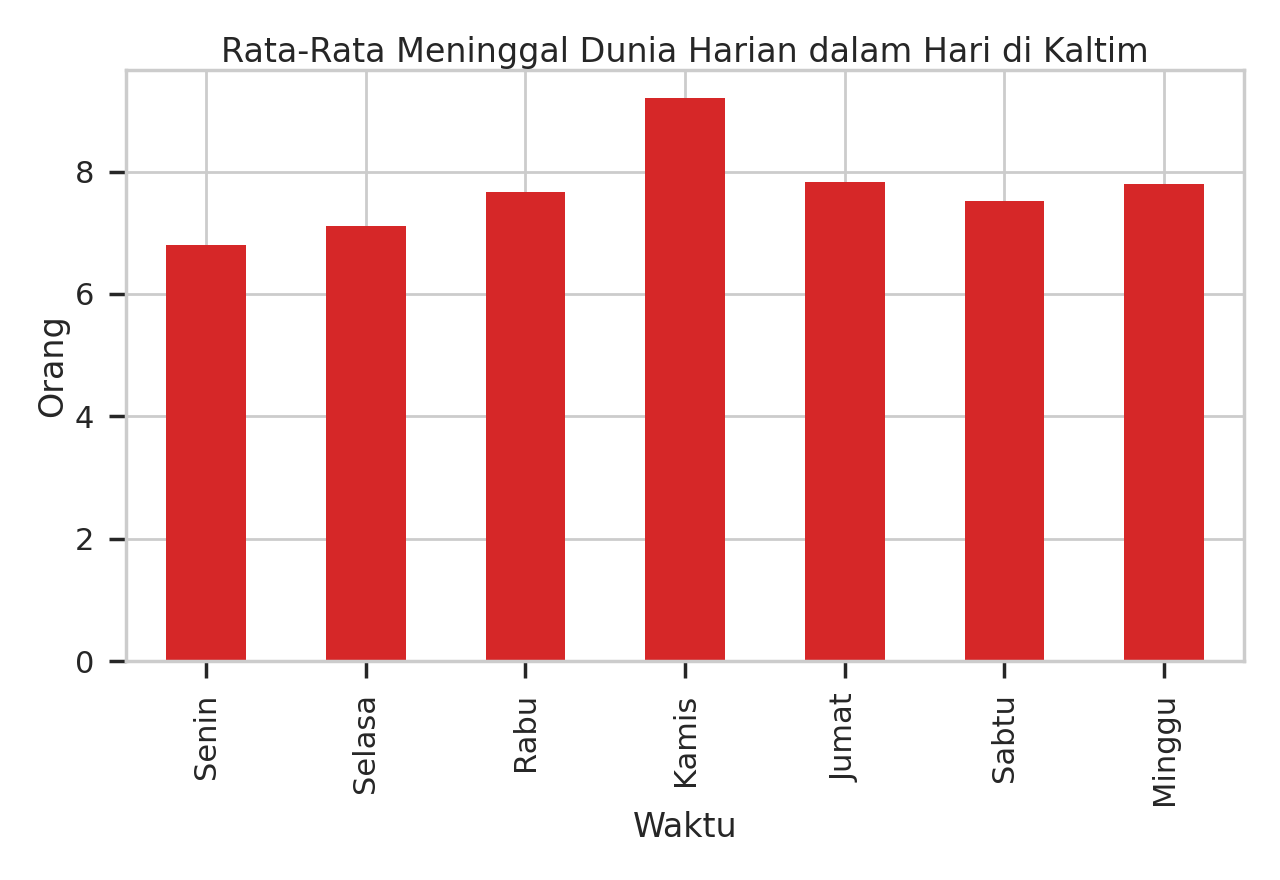 Rata-Rata Meninggal Dunia Harian dalam Hari di Kaltim
8
6
4
2
0
Orang
Senin
Selasa
Rabu
Kamis
Jumat
Sabtu
Minggu
Waktu